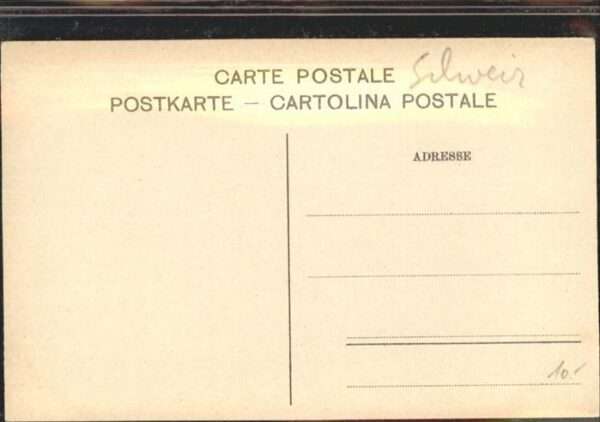 CARTE POSTALE Schweiz
POSTKARTE — CARTOLINA POSTALE
ADRESSE
10.-